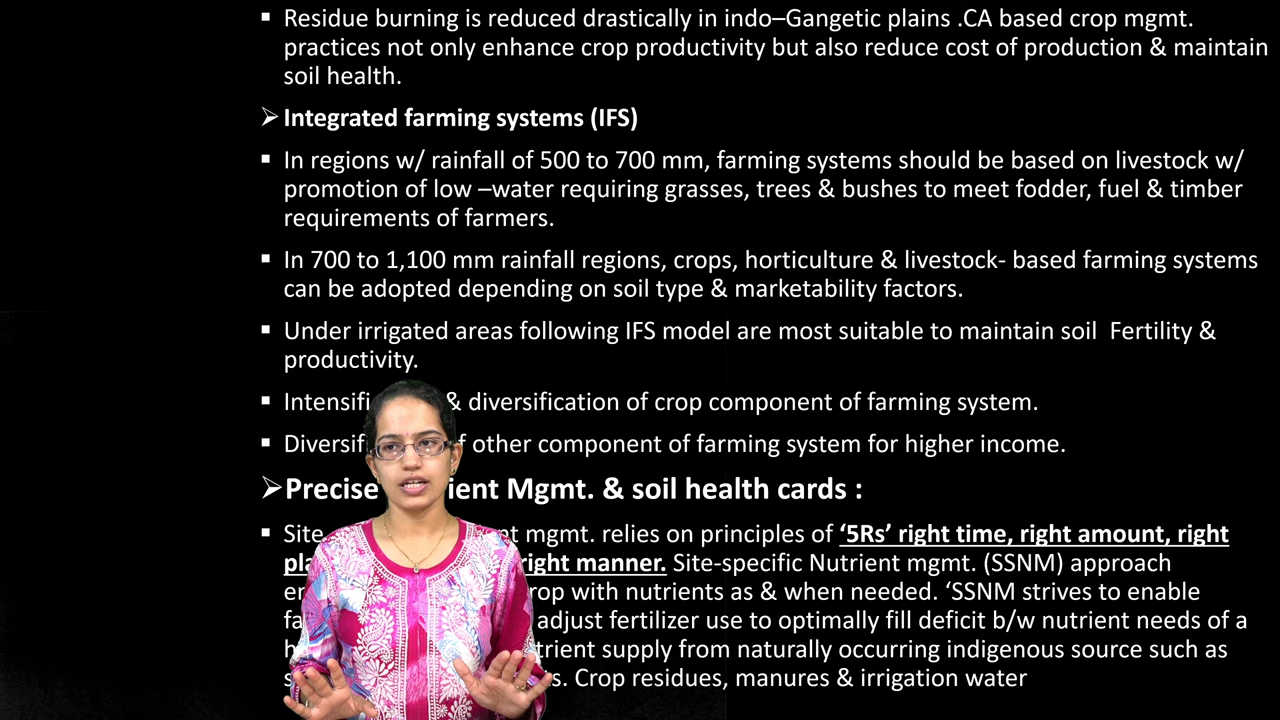 ▪ Residue burning is reduced drastically in indo–Gangetic plains .CA based crop mgmt.
practices not only enhance crop productivity but also reduce cost of production & maintain
soil health.
➢ Integrated farming systems (IFS)
▪ In regions w/ rainfall of 500 to 700 mm, farming systems should be based on livestock w/
promotion of low –water requiring grasses, trees & bushes to meet fodder, fuel & timber
requirements of farmers.
▪ In 700 to 1,100 mm rainfall regions, crops, horticulture & livestock- based farming systems
can be adopted depending on soil type & marketability factors.
▪ Under irrigated areas following IFS model are most suitable to maintain soil Fertility &
productivity.
▪ & diversification of crop component of farming system.
▪ other component of farming system for higher income.
➢ Precise Mgmt. & soil health cards :
▪ mgmt. relies on principles of ‘5Rs’ right time, right amount, right
right manner. Site-specific Nutrient mgmt. (SSNM) approach
with nutrients as & when needed. ‘SSNM strives to enable
adjust fertilizer use to optimally fill deficit b/w nutrient needs of a
supply from naturally occurring indigenous source such as
Crop residues, manures & irrigation water